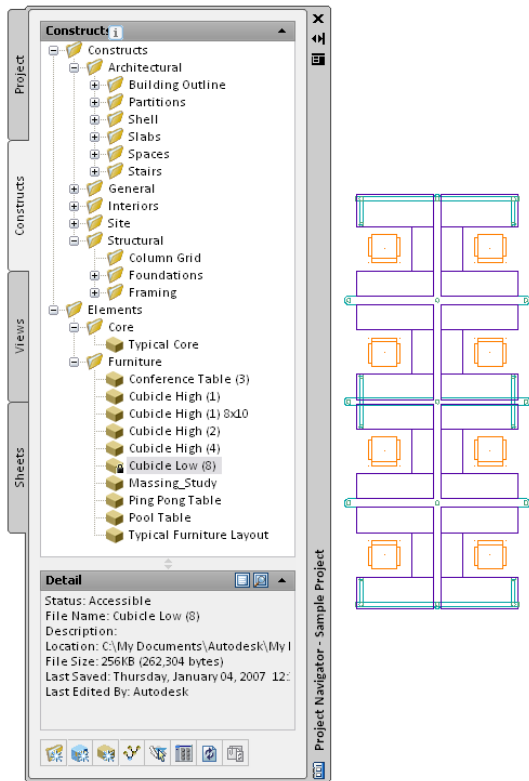 Project
Constructs
Views
Sheets
Constructs
Constructs
Architectural
Building Outline
Partitions
Shell
Slabs
Spaces
Stairs
General
Interiors
Site
Structural
Column Grid
Foundations
Framing
Elements
Core
Typical Core
Furniture
Conference Table (3)
Cubicle High (1)
Cubicle High (1) 8x10
Cubicle High (2)
Cubicle High (4)
Cubicle Low (8)
Massing_Study
Ping Pong Table
Pool Table
Typical Furniture Layout
Detail
Status: Accessible
File Name: Cubicle Low (8)
Description:
Location: C:\My Documents\Autodesk\My
File Size: 256KB (262,304 bytes)
Last Saved: Thursday, January 04, 2007 12:
Last Edited By: Autodesk
Project Navigator - Sample Project